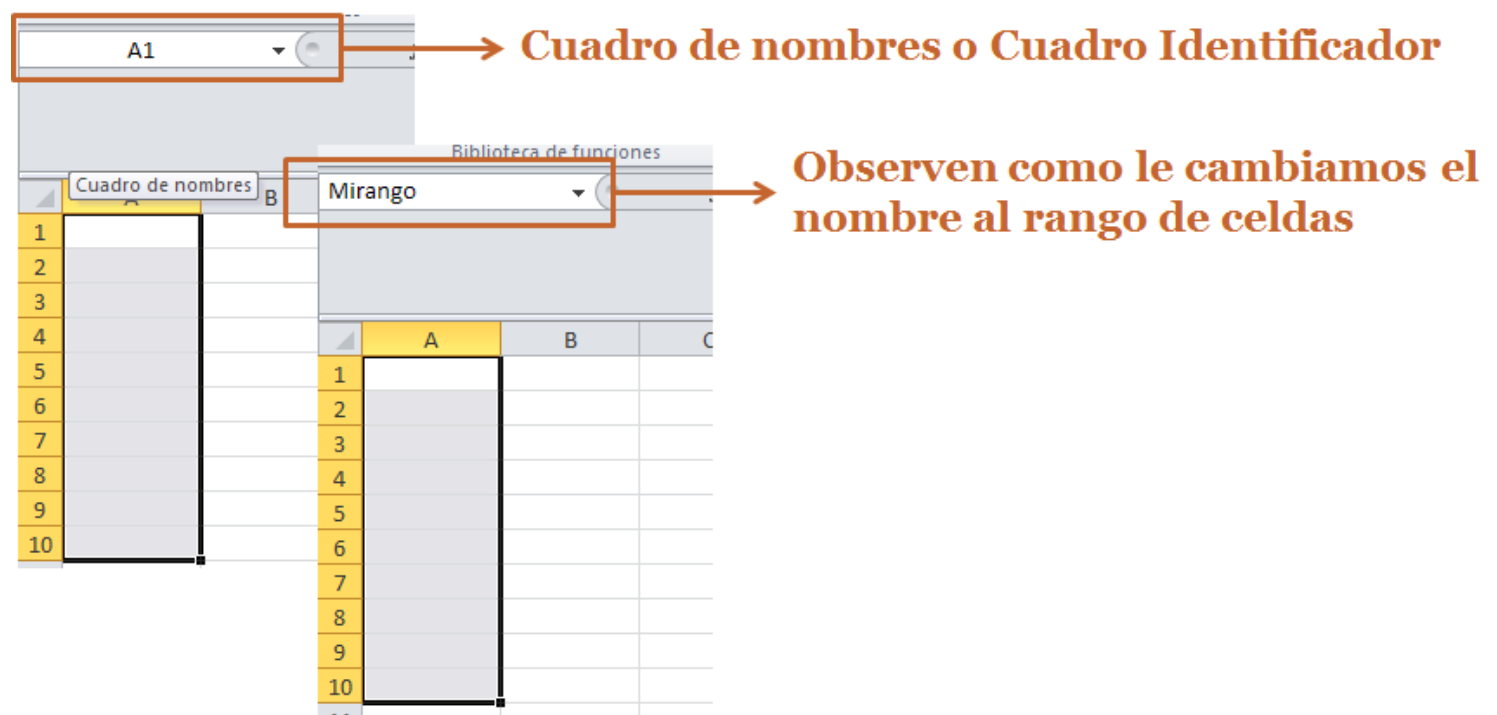 A1
Cuadro de nombres o Cuadro Identificador
Biblioteca de funciones
Mirango
Observen como le cambiamos el
nombre al rango de celdas
Cuadro de nombres
A B
1
2
3
4
5
6
7
8
9
10
A B C
1
2
3
4
5
6
7
8
9
10